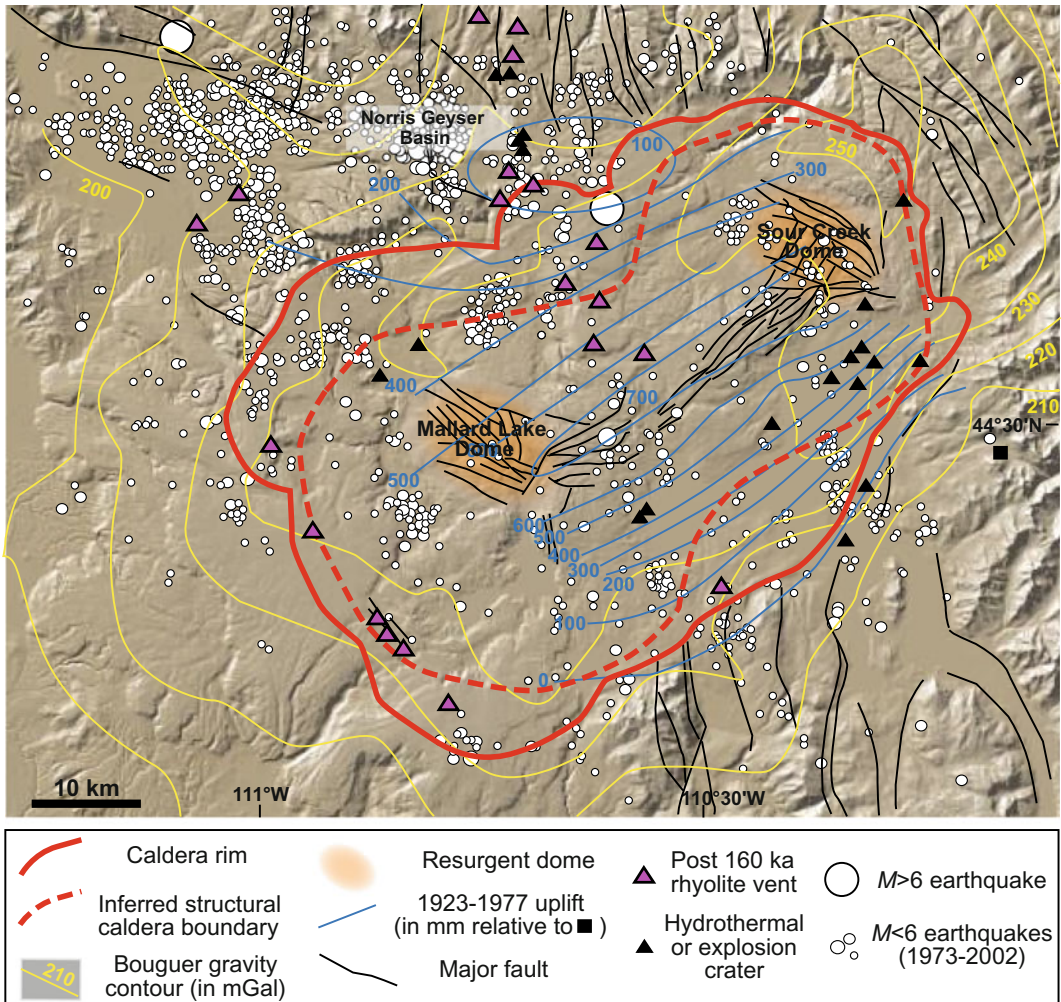 Norris Geyser
Basin
100
250
200
200
300
Sour Creek
Dome
240
230
220
400
700
210
44°30'N
Mallard Lake
Dome
500
600
500
400
300
200
100
0
10 km
111°W
110°30'W
Caldera rim
Inferred structural
caldera boundary
210
Bouguer gravity
contour (in mGal)
Resurgent dome
1923-1977 uplift
(in mm relative to ■ )
Major fault
Post 160 ka
rhyolite vent
Hydrothermal
or explosion
crater
M>6 earthquake
M<6 earthquakes
(1973-2002)